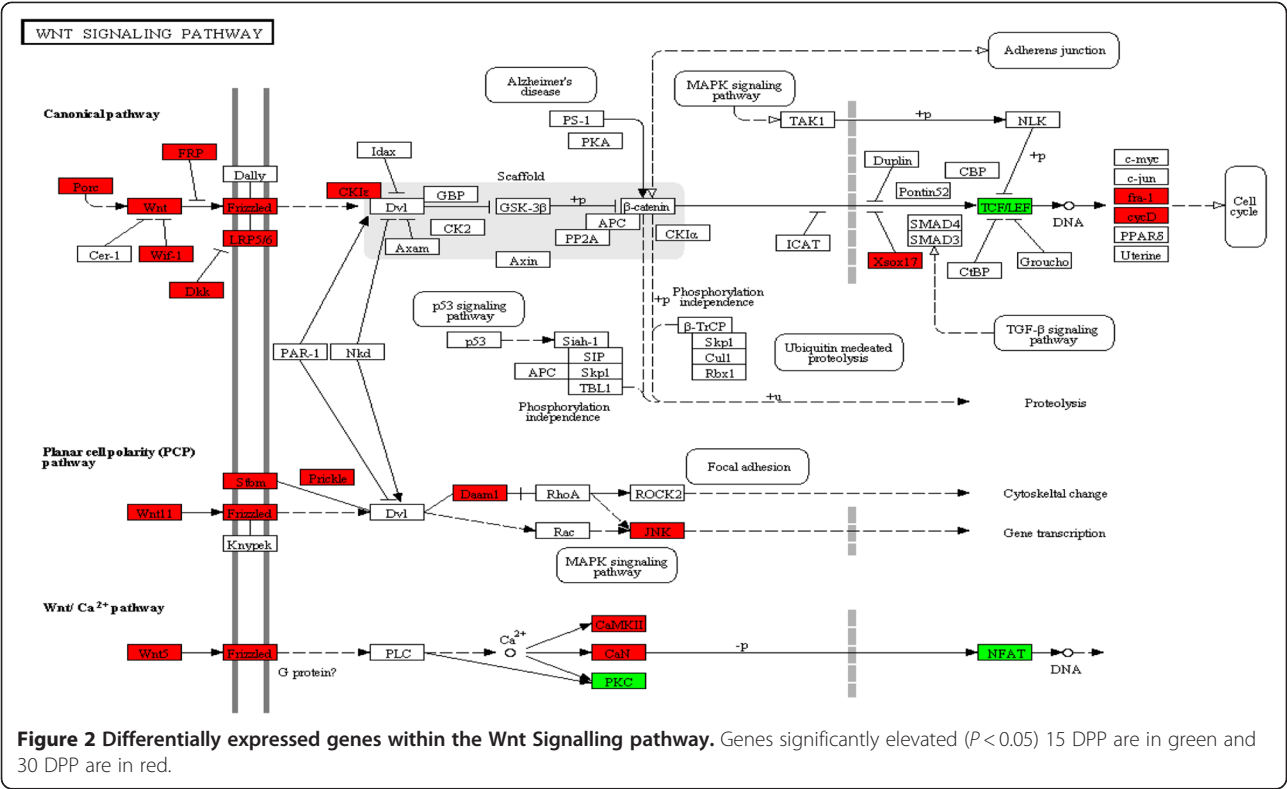 WNT SIGNALING PATHWAY
Canonical pathway
Alzheimer's
disease
MAPK signaling
pathway
Adherens junction
PS-1
PKA
TAK1
+p
NLK
+p
FRP
Idax
Dally
Porc
Wnt
Frizzled
LRP5/6
Cer-1
Wif-1
Dkk
CKIε
Scaffold
Dvl
GBP
CK2
Axam
GSK-3β
+p
β-catenin
APC
PP2A
CKIα
Axin
Duplin
Pontin52
CBP
TCF/LEF
SMAD4
SMAD3
ICAT
Xsox17
CtBP
Groucho
DNA
c-myc
c-jun
fra-1
cycD
PPARδ
Uterine
Cell
cycle
p53 signaling
pathway
+p
Phosphorylation
independence
TGF-β signaling
pathway
PAR-1
Nkd
p53
Siah-1
SIP
APC
Skp1
TBL1
Phosphorylation
independence
β-TrCP
Skp1
Cul1
Rbx1
Ubiquitin medeated
proteolysis
+u
Proteolysis
Planar cell polarity (PCP)
pathway
Stbm
Prickle
Wnt11
Frizzled
Knypek
Dvl
Daam1
RhoA
ROCK2
Focal adhesion
Cytoskeltal change
Rac
JNK
Gene transcription
MAPK singnaling
pathway
Wnt/ Ca2+ pathway
Wnt5
Frizzled
G protein?
PLC
Ca2+
CaMKII
CaN
PKC
-p
NFAT
DNA
Figure 2 Differentially expressed genes within the Wnt Signalling pathway. Genes significantly elevated (P < 0.05) 15 DPP are in green and
30 DPP are in red.